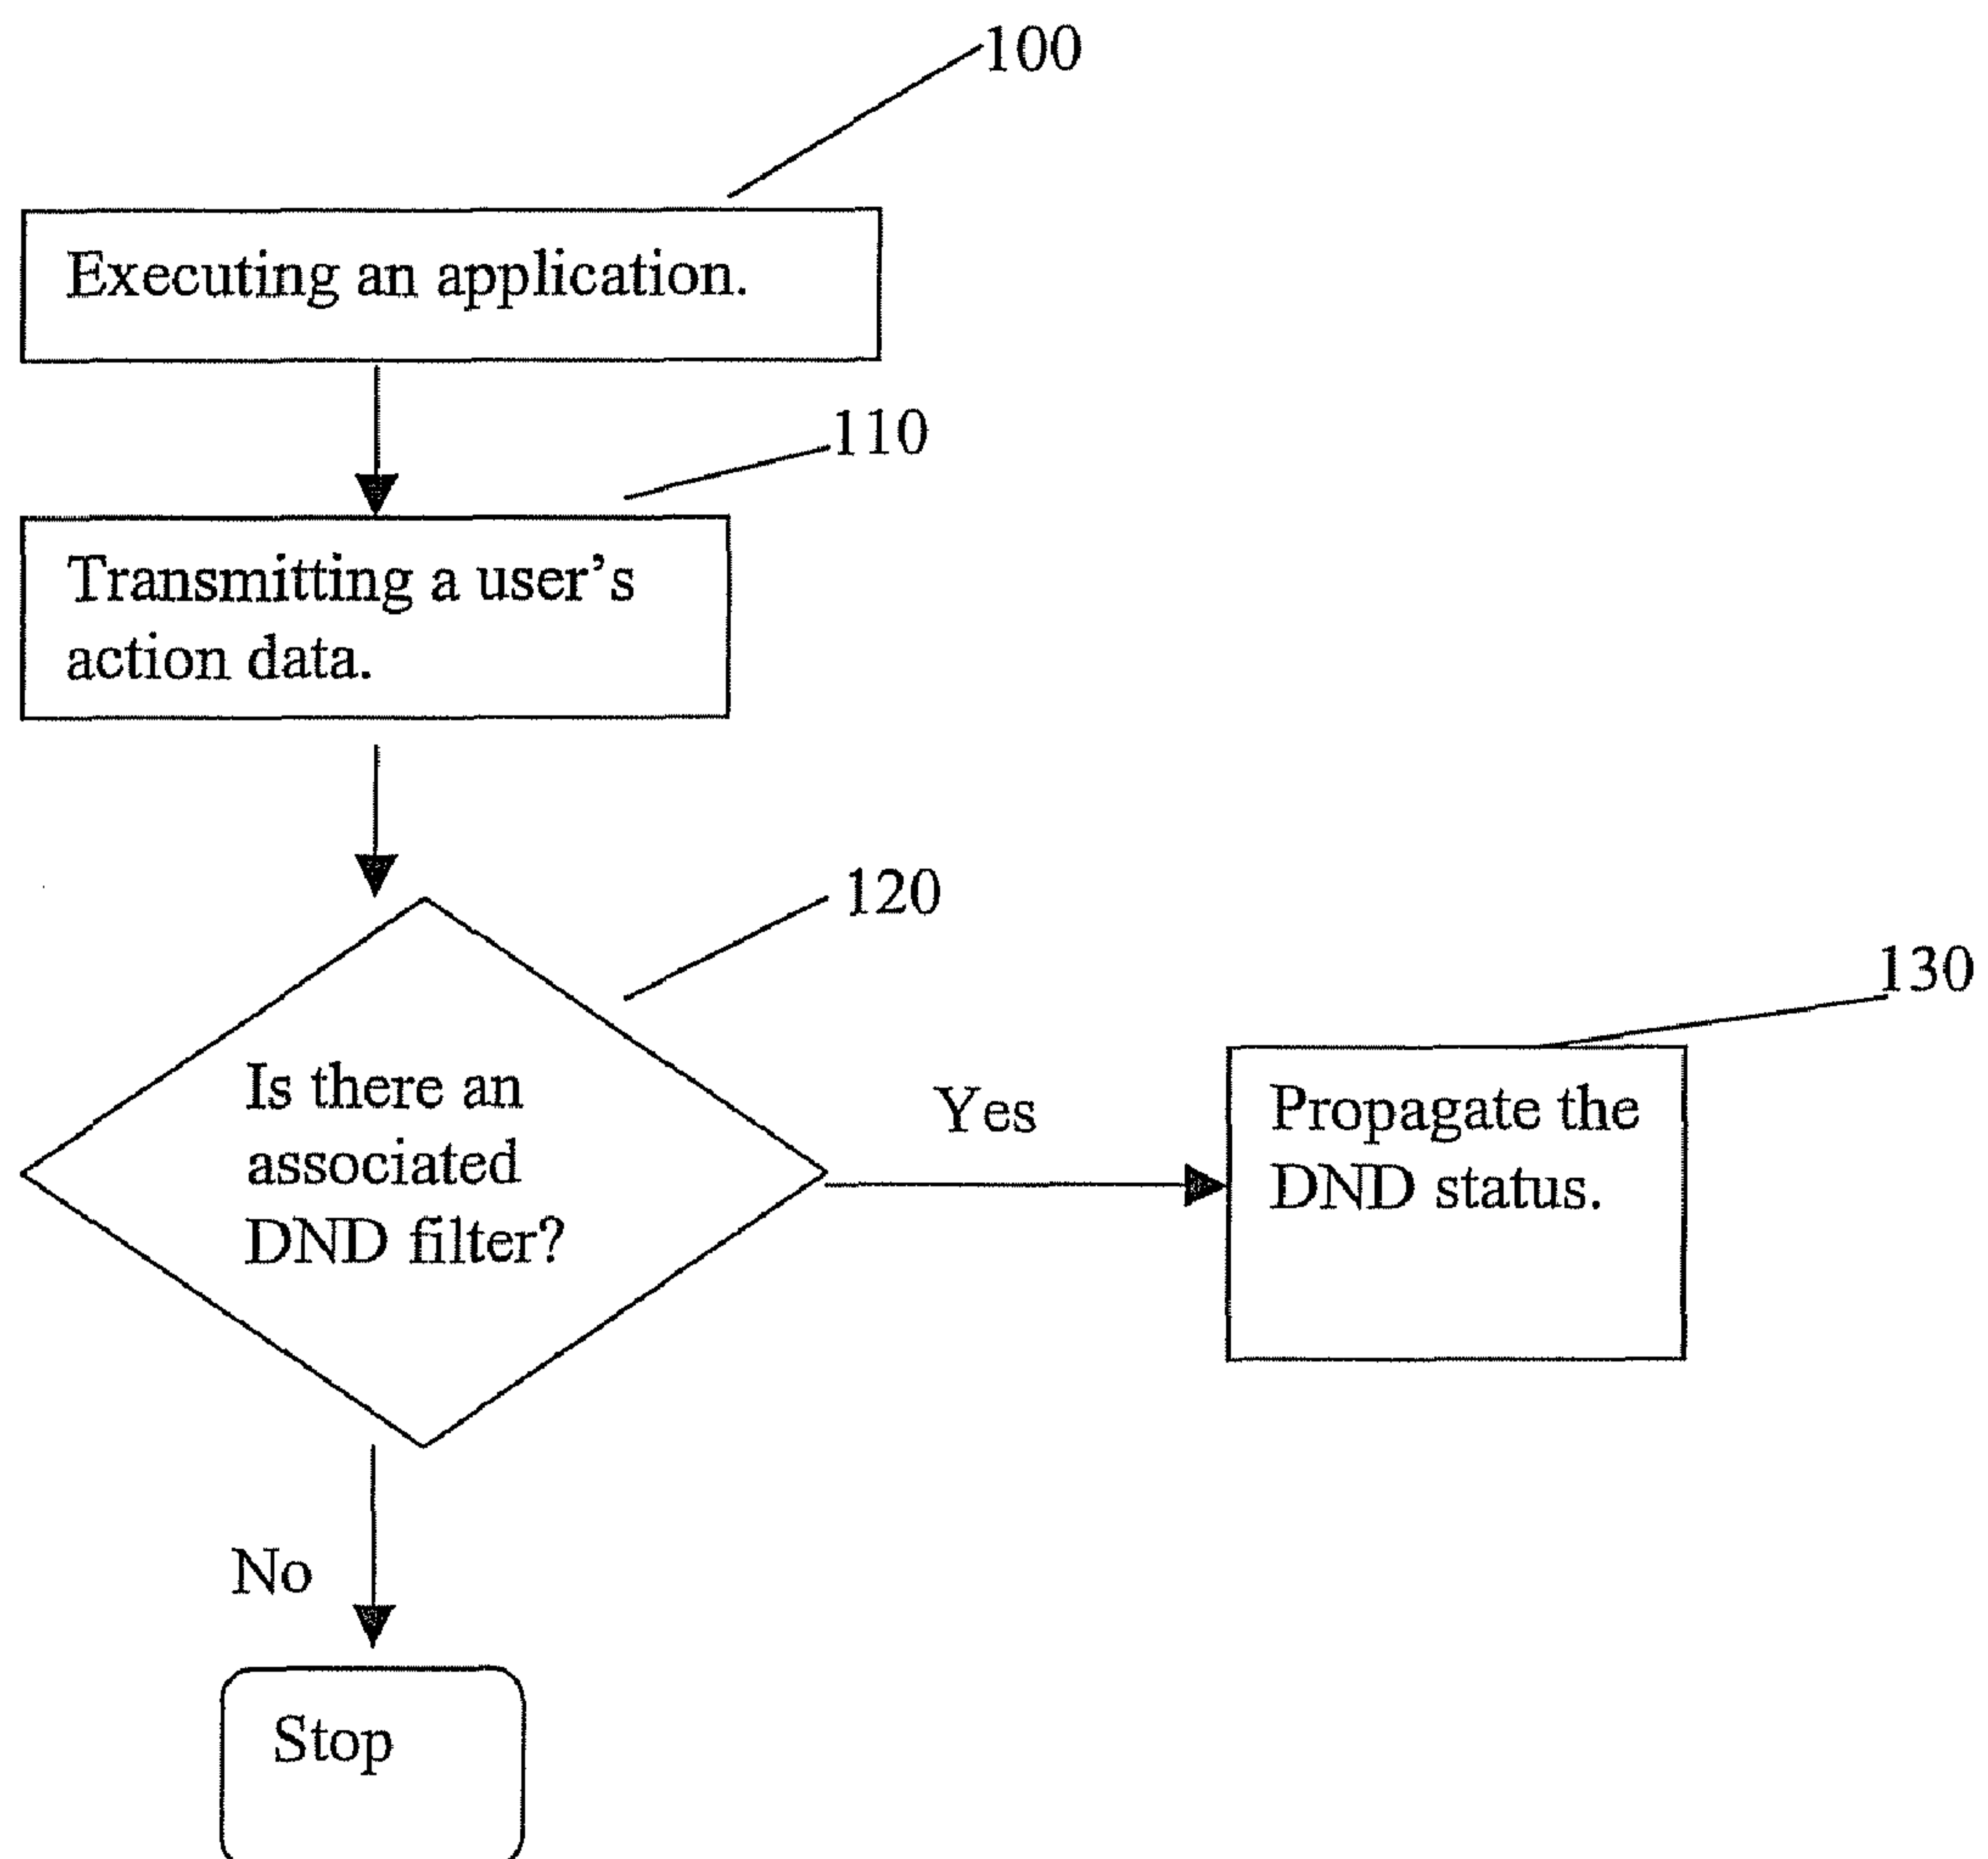 100
Executing an application.
110
Transmitting a user’s
action data.
120
130
Is there an
associated
DND filter?
Yes
Propagate the
DND status.
No
Stop